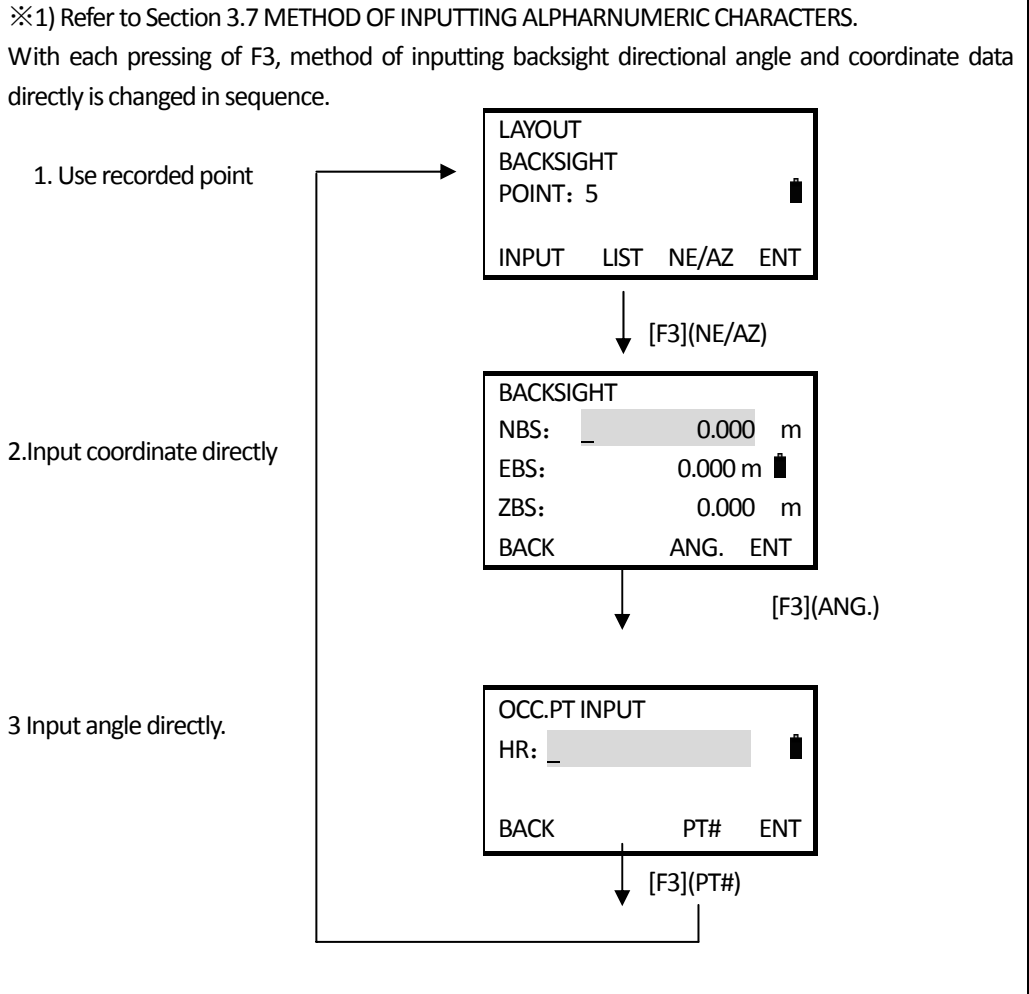 ※1) Refer to Section 3.7 METHOD OF INPUTTING ALPHARNUMERIC CHARACTERS.
With each pressing of F3, method of inputting backsight directional angle and coordinate data
directly is changed in sequence.
1. Use recorded point
LAYOUT
BACKSIGHT
POINT：5
INPUT LIST NE/AZ ENT
[F3](NE/AZ)
2.Input coordinate directly
BACKSIGHT
NBS： _ 0.000 m
EBS： 0.000 m
ZBS： 0.000 m
BACK ANG. ENT
[F3](ANG.)
3 Input angle directly.
OCC.PT INPUT
HR： _
BACK PT# ENT
[F3](PT#)